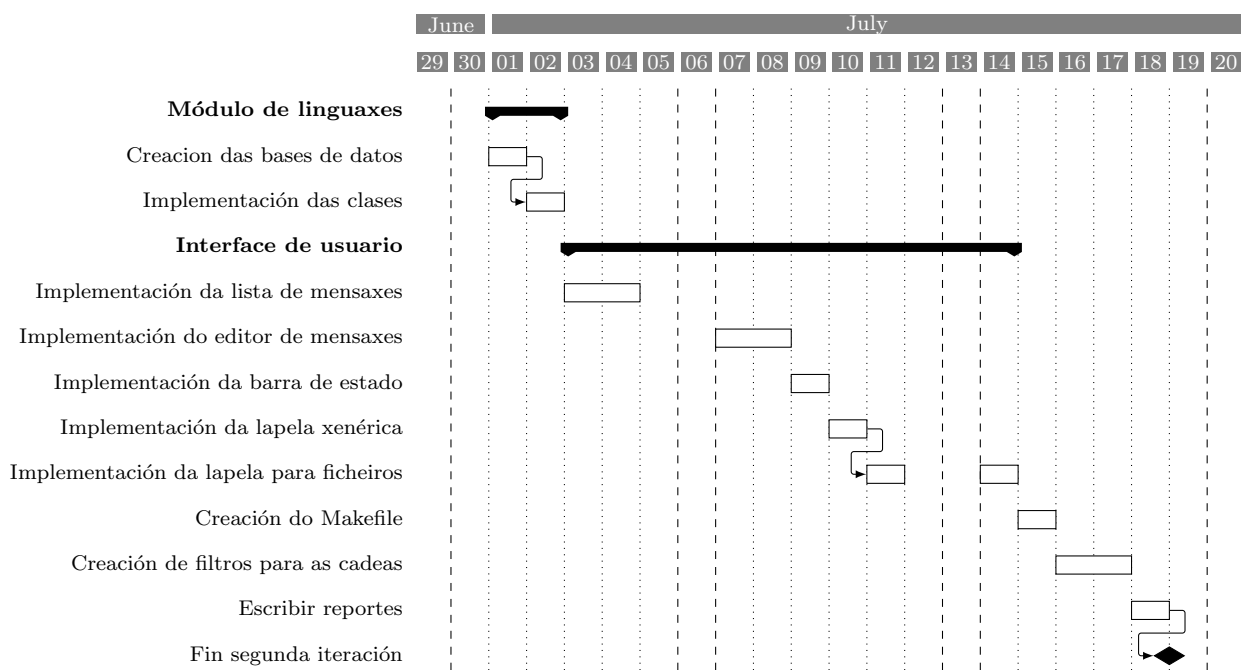 June July
29 30 01 02 03 04 05 06 07 08 09 10 11 12 13 14 15 16 17 18 19 20
Módulo de linguaxes
Creacion das bases de datos
Implementación das clases
Interface de usuario
Implementación da lista de mensaxes
Implementación do editor de mensaxes
Implementación da barra de estado
Implementación da lapela xenérica
Implementación da lapela para ficheiros
Creación do Makefile
Creación de filtros para as cadeas
Escribir reportes
Fin segunda iteración